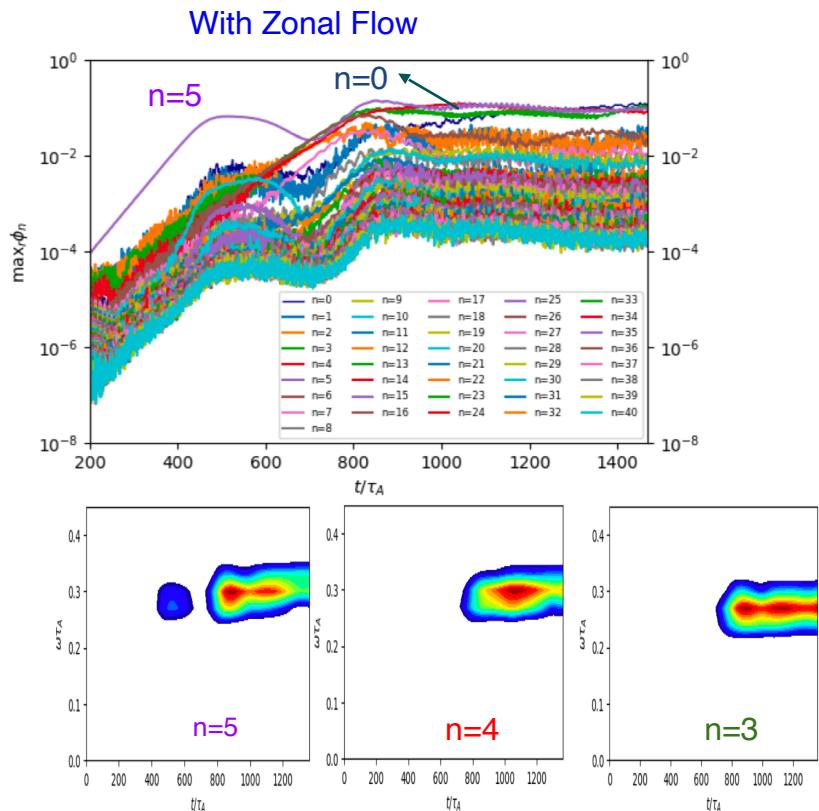 With Zonal Flow
n=5
n=0
10^0
10^-2
10^-4
10^-6
10^-8
10^0
10^-2
10^-4
10^-6
10^-8
max_r ϕ_n
n=0 n=9 n=17 n=25 n=33
n=1 n=10 n=18 n=26 n=34
n=2 n=11 n=19 n=27 n=35
n=3 n=12 n=20 n=28 n=36
n=4 n=13 n=21 n=29 n=37
n=5 n=14 n=22 n=30 n=38
n=6 n=15 n=23 n=31 n=39
n=7 n=16 n=24 n=32 n=40
n=8
200 400 600 800 1000 1200 1400
t/τ_A
0.4
0.3
0.2
0.1
0.0
ωτ_A
n=5
0 200 400 600 800 1000 1200
t/τ_A
0.4
0.3
0.2
0.1
0.0
ωτ_A
n=4
0 200 400 600 800 1000 1200
t/τ_A
0.4
0.3
0.2
0.1
0.0
ωτ_A
n=3
0 200 400 600 800 1000 1200
t/τ_A